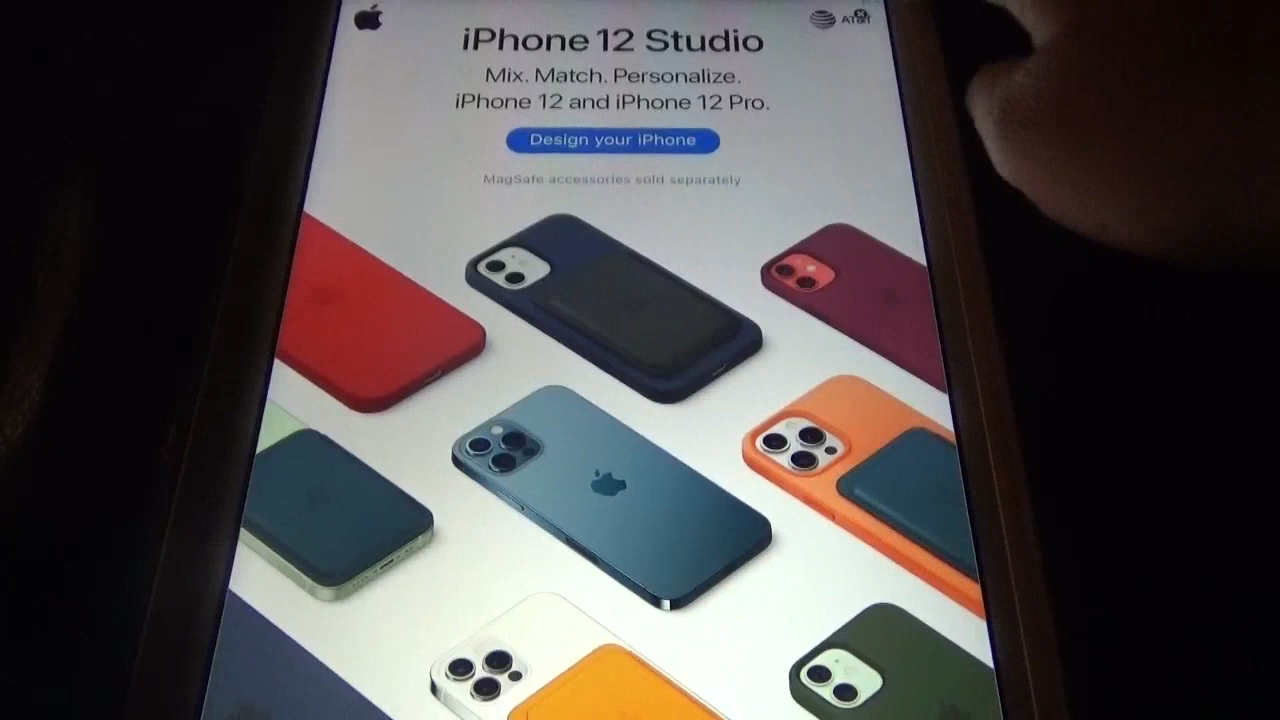 iPhone 12 Studio
AT&T
Mix. Match. Personalize.
iPhone 12 and iPhone 12 Pro.
Design your iPhone
MagSafe accessories sold separately